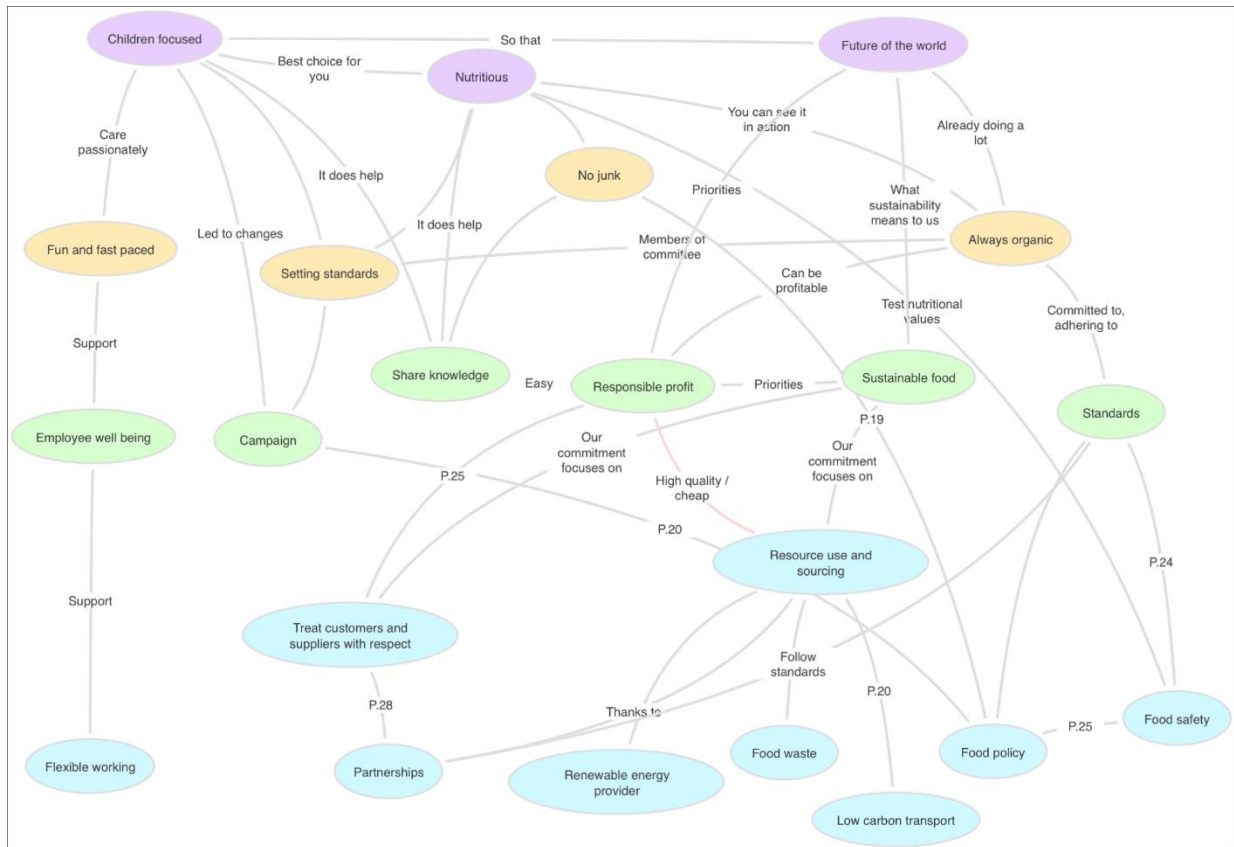 Children focused
So that
Future of the world
Best choice for
you
Nutritious
You can see it
in action
Already doing a
lot
Care
passionately
No junk
It does help
Priorities
What
sustainability
means to us
It does help
Led to changes
Fun and fast paced
Members of
committee
Always organic
Setting standards
Can be
profitable
Test nutritional
values
Committed to,
adhering to
Support
Share knowledge
Easy
Responsible profit
Priorities
Sustainable food
Standards
P.19
Employee well being
Campaign
Our
commitment
focuses on
Our
commitment
focuses on
P.25
High quality /
cheap
P.20
Resource use and
sourcing
P.24
Support
Treat customers and
suppliers with respect
Follow
standards
P.20
P.28
Thanks to
Food safety
P.25
Flexible working
Partnerships
Renewable energy
provider
Food waste
Food policy
Low carbon transport